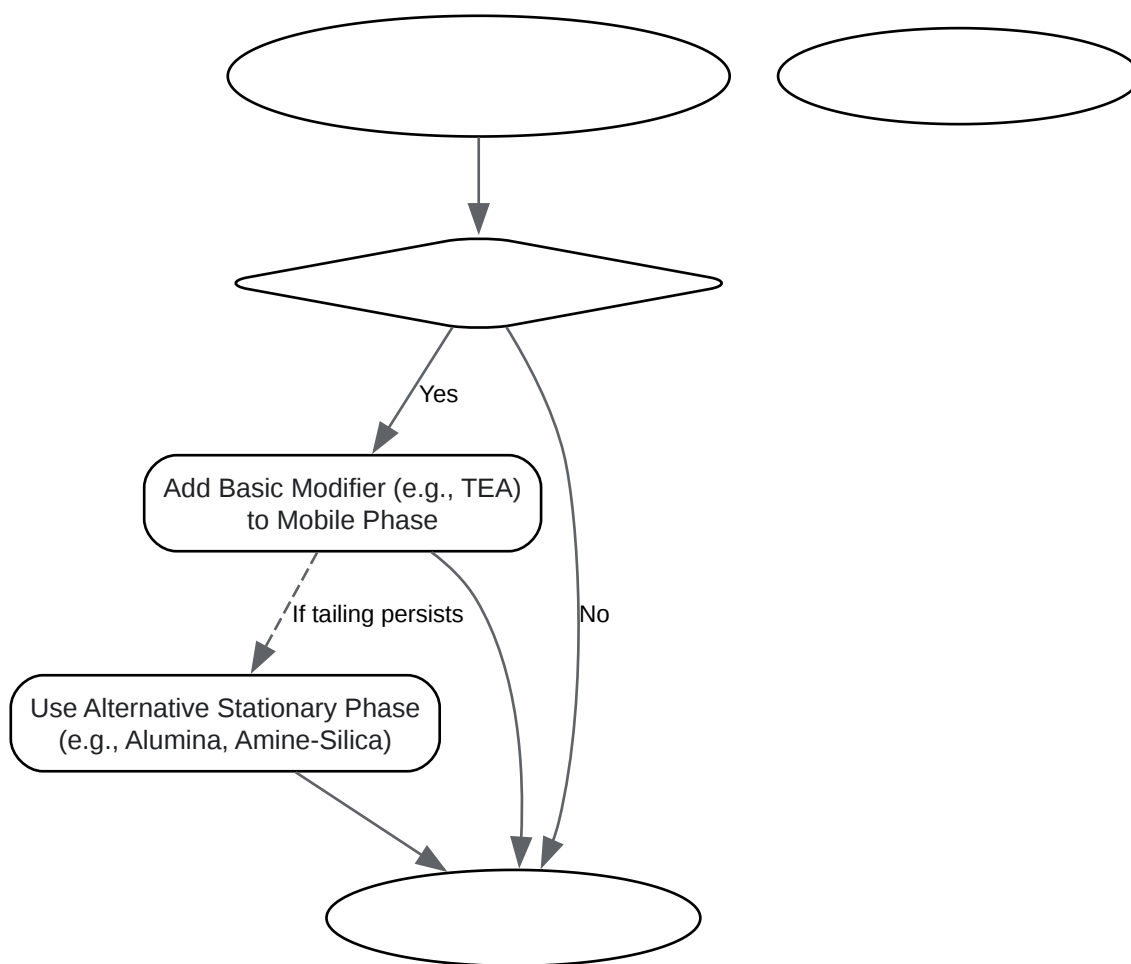 Yes
Add Basic Modifier (e.g., TEA)
to Mobile Phase
If tailing persists
No
Use Alternative Stationary Phase
(e.g., Alumina, Amine-Silica)